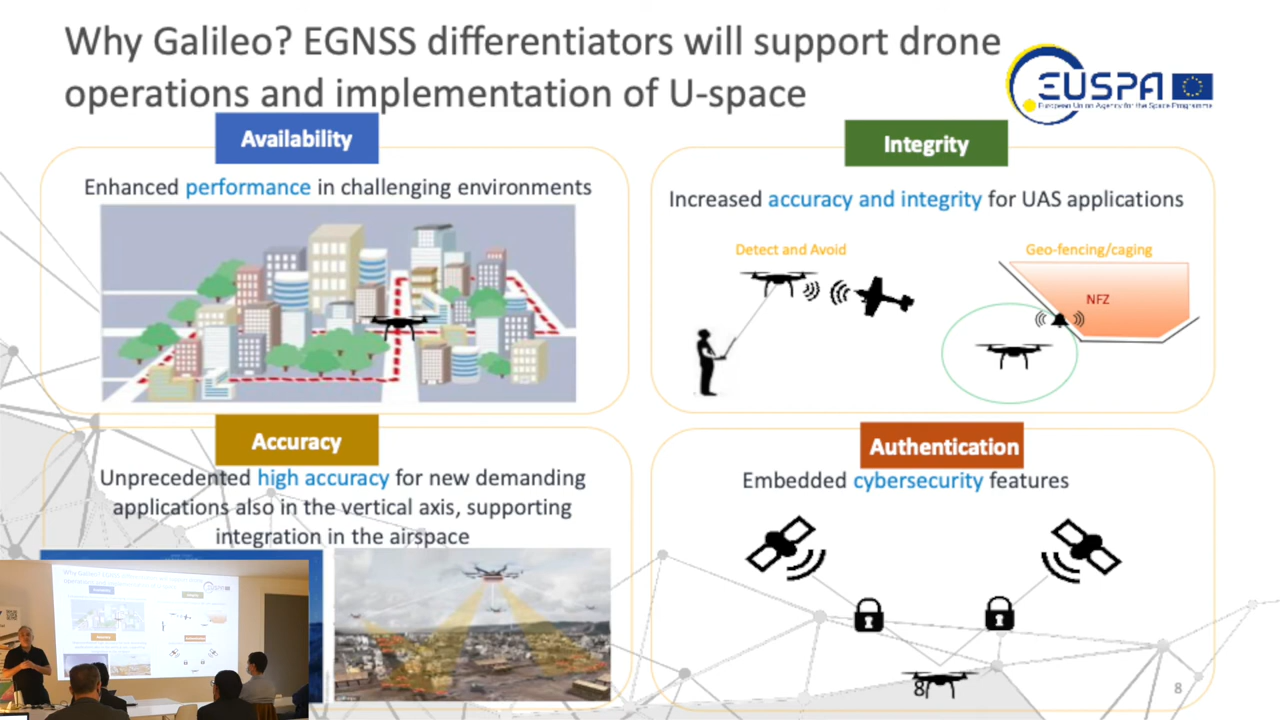 Why Galileo? EGNSS differentiators will support drone
operations and implementation of U-space
EUSPA
European Union Agency for the Space Programme
Availability
Enhanced performance in challenging environments
Integrity
Increased accuracy and integrity for UAS applications
Detect and Avoid
Geo-fencing/caging
NFZ
Accuracy
Unprecedented high accuracy for new demanding
applications also in the vertical axis, supporting
integration in the airspace
Authentication
Embedded cybersecurity features
8
8